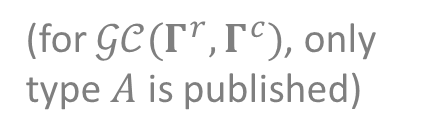 (for 𝒢𝒞(𝚪ʳ, 𝚪ᶜ), only
type 𝐴 is published)